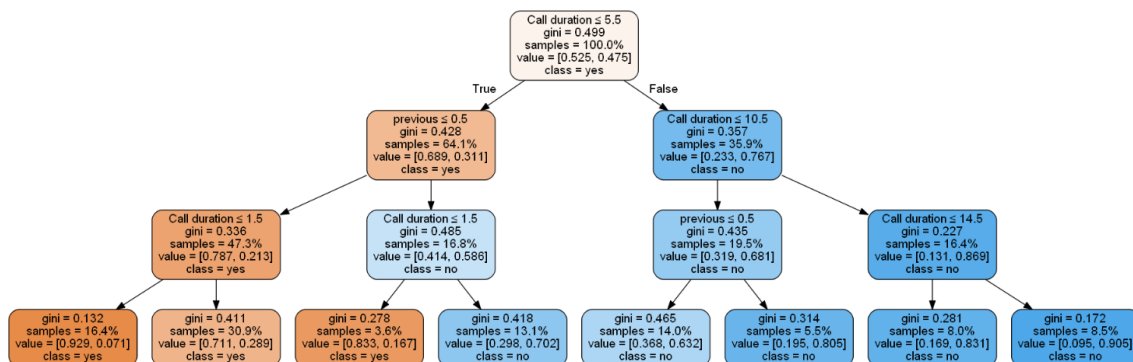 Call duration ≤ 5.5
gini = 0.499
samples = 100.0%
value = [0.525, 0.475]
class = yes
True
False
previous ≤ 0.5
gini = 0.428
samples = 64.1%
value = [0.689, 0.311]
class = yes
Call duration ≤ 10.5
gini = 0.357
samples = 35.9%
value = [0.233, 0.767]
class = no
Call duration ≤ 1.5
gini = 0.336
samples = 47.3%
value = [0.787, 0.213]
class = yes
Call duration ≤ 1.5
gini = 0.485
samples = 16.8%
value = [0.414, 0.586]
class = no
previous ≤ 0.5
gini = 0.435
samples = 19.5%
value = [0.319, 0.681]
class = no
Call duration ≤ 14.5
gini = 0.227
samples = 16.4%
value = [0.131, 0.869]
class = no
gini = 0.132
samples = 16.4%
value = [0.929, 0.071]
class = yes
gini = 0.411
samples = 30.9%
value = [0.711, 0.289]
class = yes
gini = 0.278
samples = 3.6%
value = [0.833, 0.167]
class = yes
gini = 0.418
samples = 13.1%
value = [0.298, 0.702]
class = no
gini = 0.465
samples = 14.0%
value = [0.368, 0.632]
class = no
gini = 0.314
samples = 5.5%
value = [0.195, 0.805]
class = no
gini = 0.281
samples = 8.0%
value = [0.169, 0.831]
class = no
gini = 0.172
samples = 8.5%
value = [0.095, 0.905]
class = no